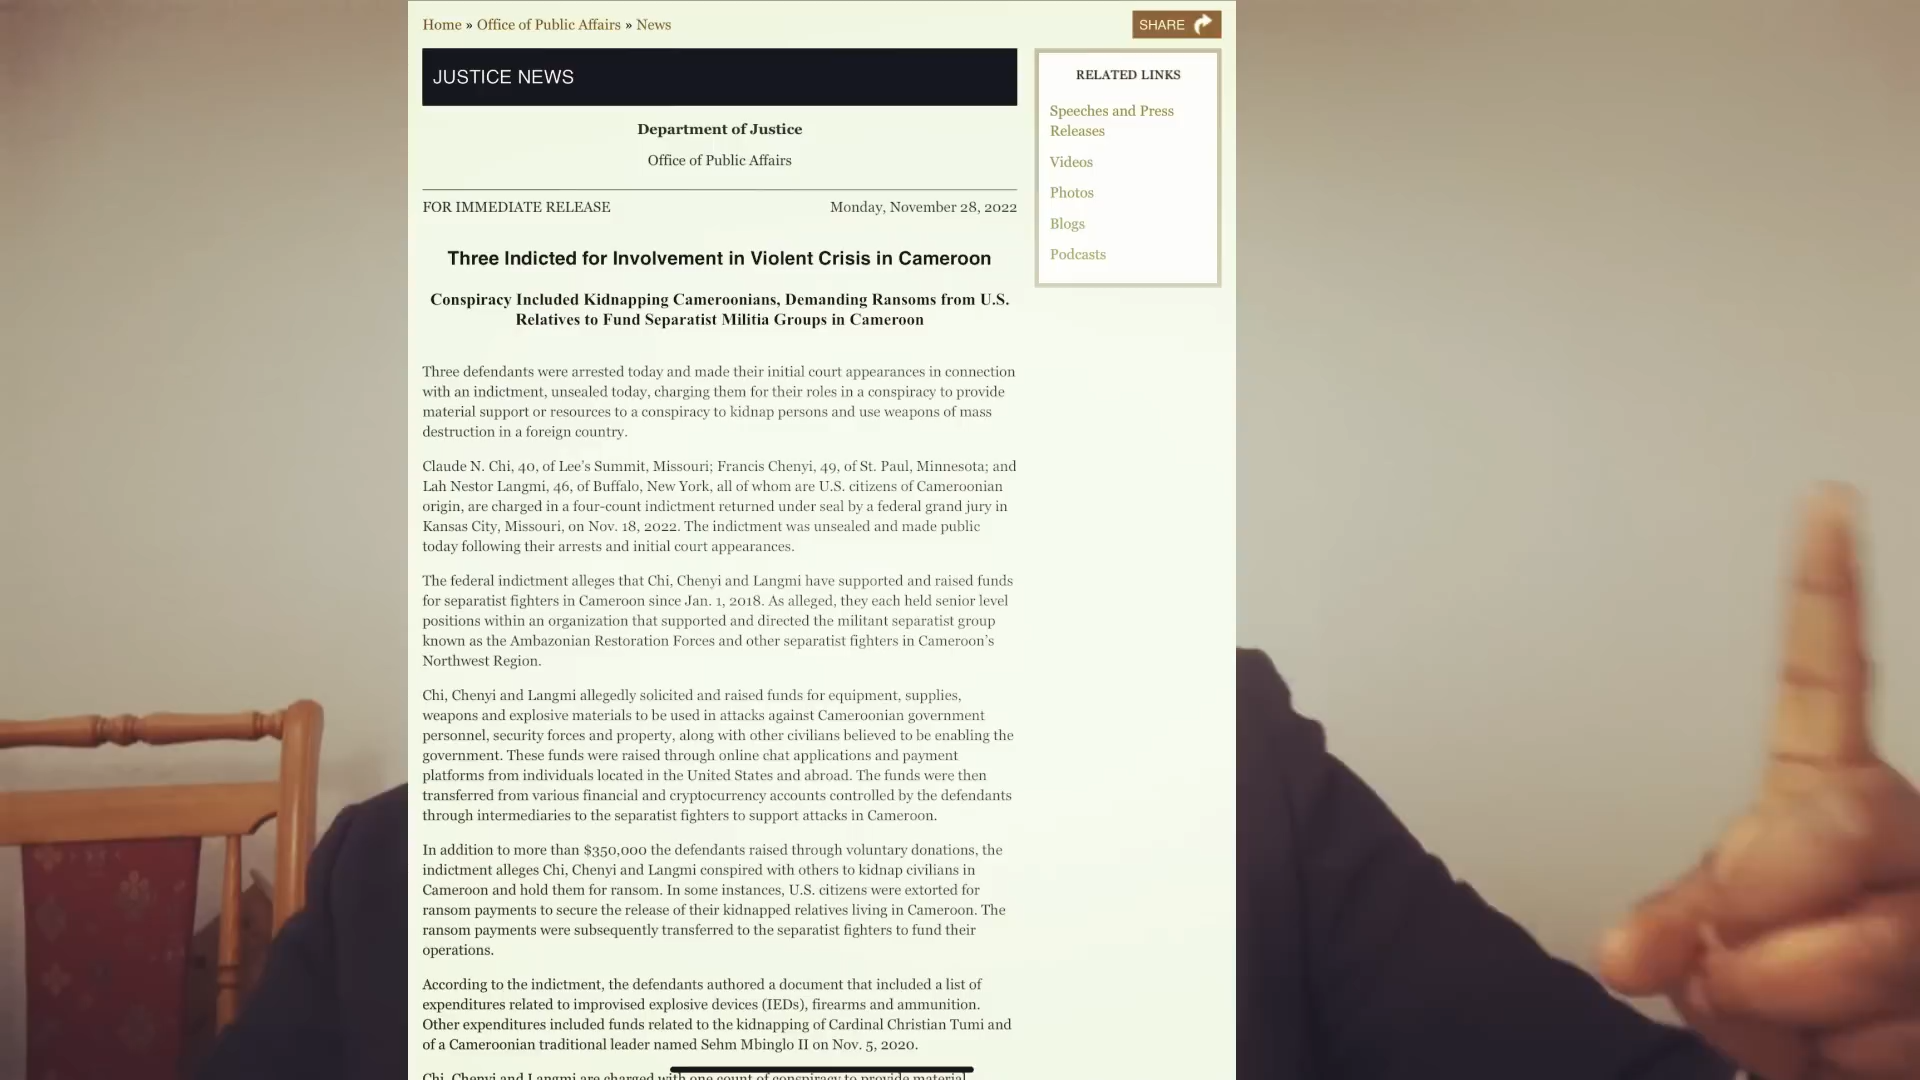 Home » Office of Public Affairs » News
SHARE
JUSTICE NEWS
RELATED LINKS
Speeches and Press
Releases
Videos
Photos
Blogs
Podcasts
Department of Justice
Office of Public Affairs
FOR IMMEDIATE RELEASE Monday, November 28, 2022
Three Indicted for Involvement in Violent Crisis in Cameroon
Conspiracy Included Kidnapping Cameroonians, Demanding Ransoms from U.S.
Relatives to Fund Separatist Militia Groups in Cameroon
Three defendants were arrested today and made their initial court appearances in connection
with an indictment, unsealed today, charging them for their roles in a conspiracy to provide
material support or resources to a conspiracy to kidnap persons and use weapons of mass
destruction in a foreign country.
Claude N. Chi, 40, of Lee's Summit, Missouri; Francis Chenyi, 49, of St. Paul, Minnesota; and
Lah Nestor Langmi, 46, of Buffalo, New York, all of whom are U.S. citizens of Cameroonian
origin, are charged in a four-count indictment returned under seal by a federal grand jury in
Kansas City, Missouri, on Nov. 18, 2022. The indictment was unsealed and made public
today following their arrests and initial court appearances.
The federal indictment alleges that Chi, Chenyi and Langmi have supported and raised funds
for separatist fighters in Cameroon since Jan. 1, 2018. As alleged, they each held senior level
positions within an organization that supported and directed the militant separatist group
known as the Ambazonian Restoration Forces and other separatist fighters in Cameroon's
Northwest Region.
Chi, Chenyi and Langmi allegedly solicited and raised funds for equipment, supplies,
weapons and explosive materials to be used in attacks against Cameroonian government
personnel, security forces and property, along with other civilians believed to be enabling the
government. These funds were raised through online chat applications and payment
platforms from individuals located in the United States and abroad. The funds were then
transferred from various financial and cryptocurrency accounts controlled by the defendants
through intermediaries to the separatist fighters to support attacks in Cameroon.
In addition to more than $350,000 the defendants raised through voluntary donations, the
indictment alleges Chi, Chenyi and Langmi conspired with others to kidnap civilians in
Cameroon and hold them for ransom. In some instances, U.S. citizens were extorted for
ransom payments to secure the release of their kidnapped relatives living in Cameroon. The
ransom payments were subsequently transferred to the separatist fighters to fund their
operations.
According to the indictment, the defendants authored a document that included a list of
expenditures related to improvised explosive devices (IEDs), firearms and ammunition.
Other expenditures included funds related to the kidnapping of Cardinal Christian Tumi and
of a Cameroonian traditional leader named Sehm Mbinglo II on Nov. 5, 2020.
Chi, Chenyi and Langmi are charged with one count of conspiracy to provide material